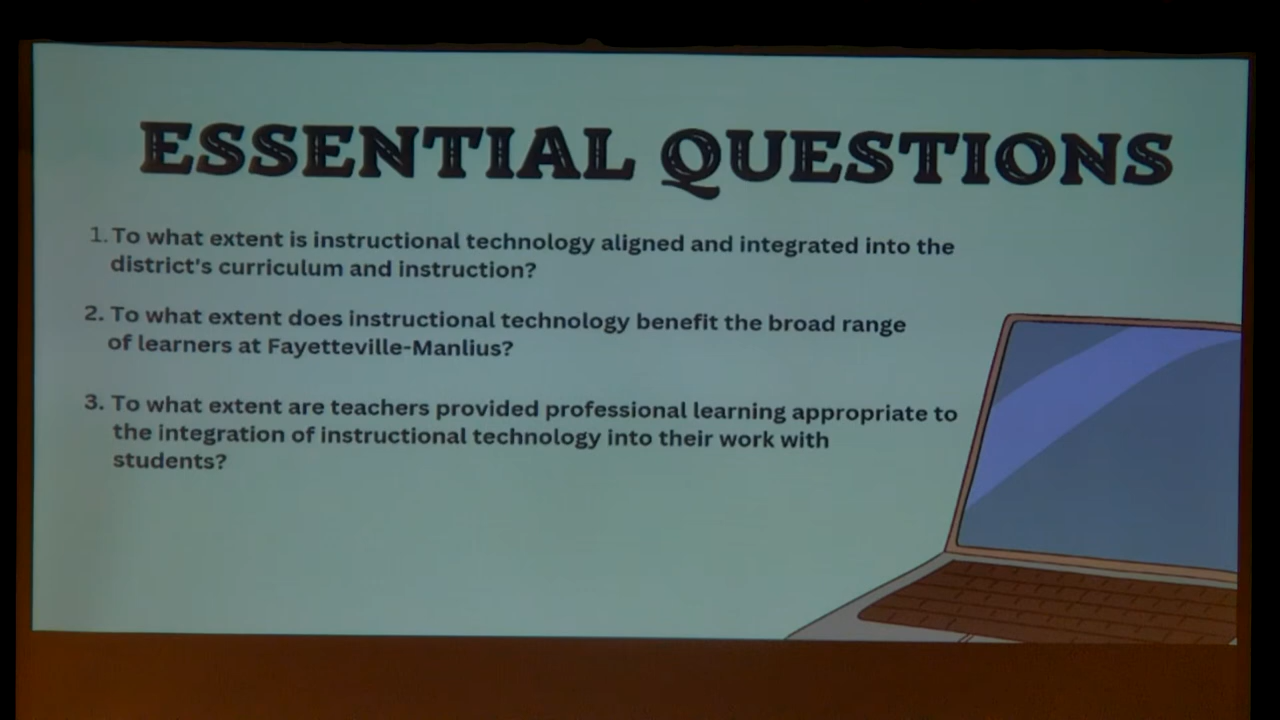 ESSENTIAL QUESTIONS
1. To what extent is instructional technology aligned and integrated into the
district's curriculum and instruction?
2. To what extent does instructional technology benefit the broad range
of learners at Fayetteville-Manlius?
3. To what extent are teachers provided professional learning appropriate to
the integration of instructional technology into their work with
students?